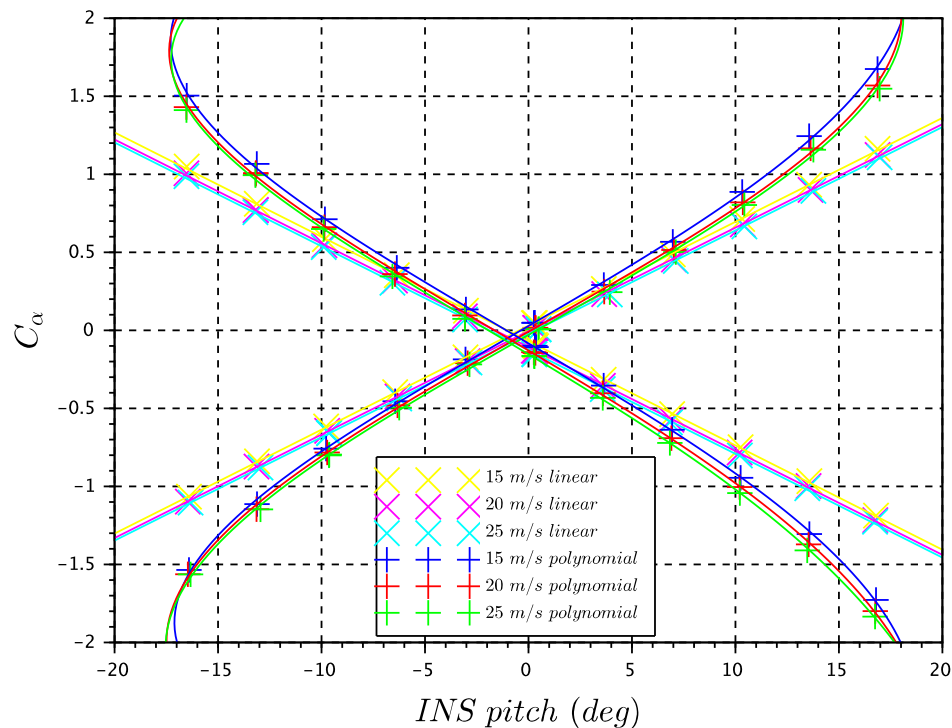 2
1.5
1
0.5
0
−0.5
−1
−1.5
−2
C_α
−20
−15
−10
−5
0
5
10
15
20
INS pitch (deg)
15 m/s linear
20 m/s linear
25 m/s linear
15 m/s polynomial
20 m/s polynomial
25 m/s polynomial